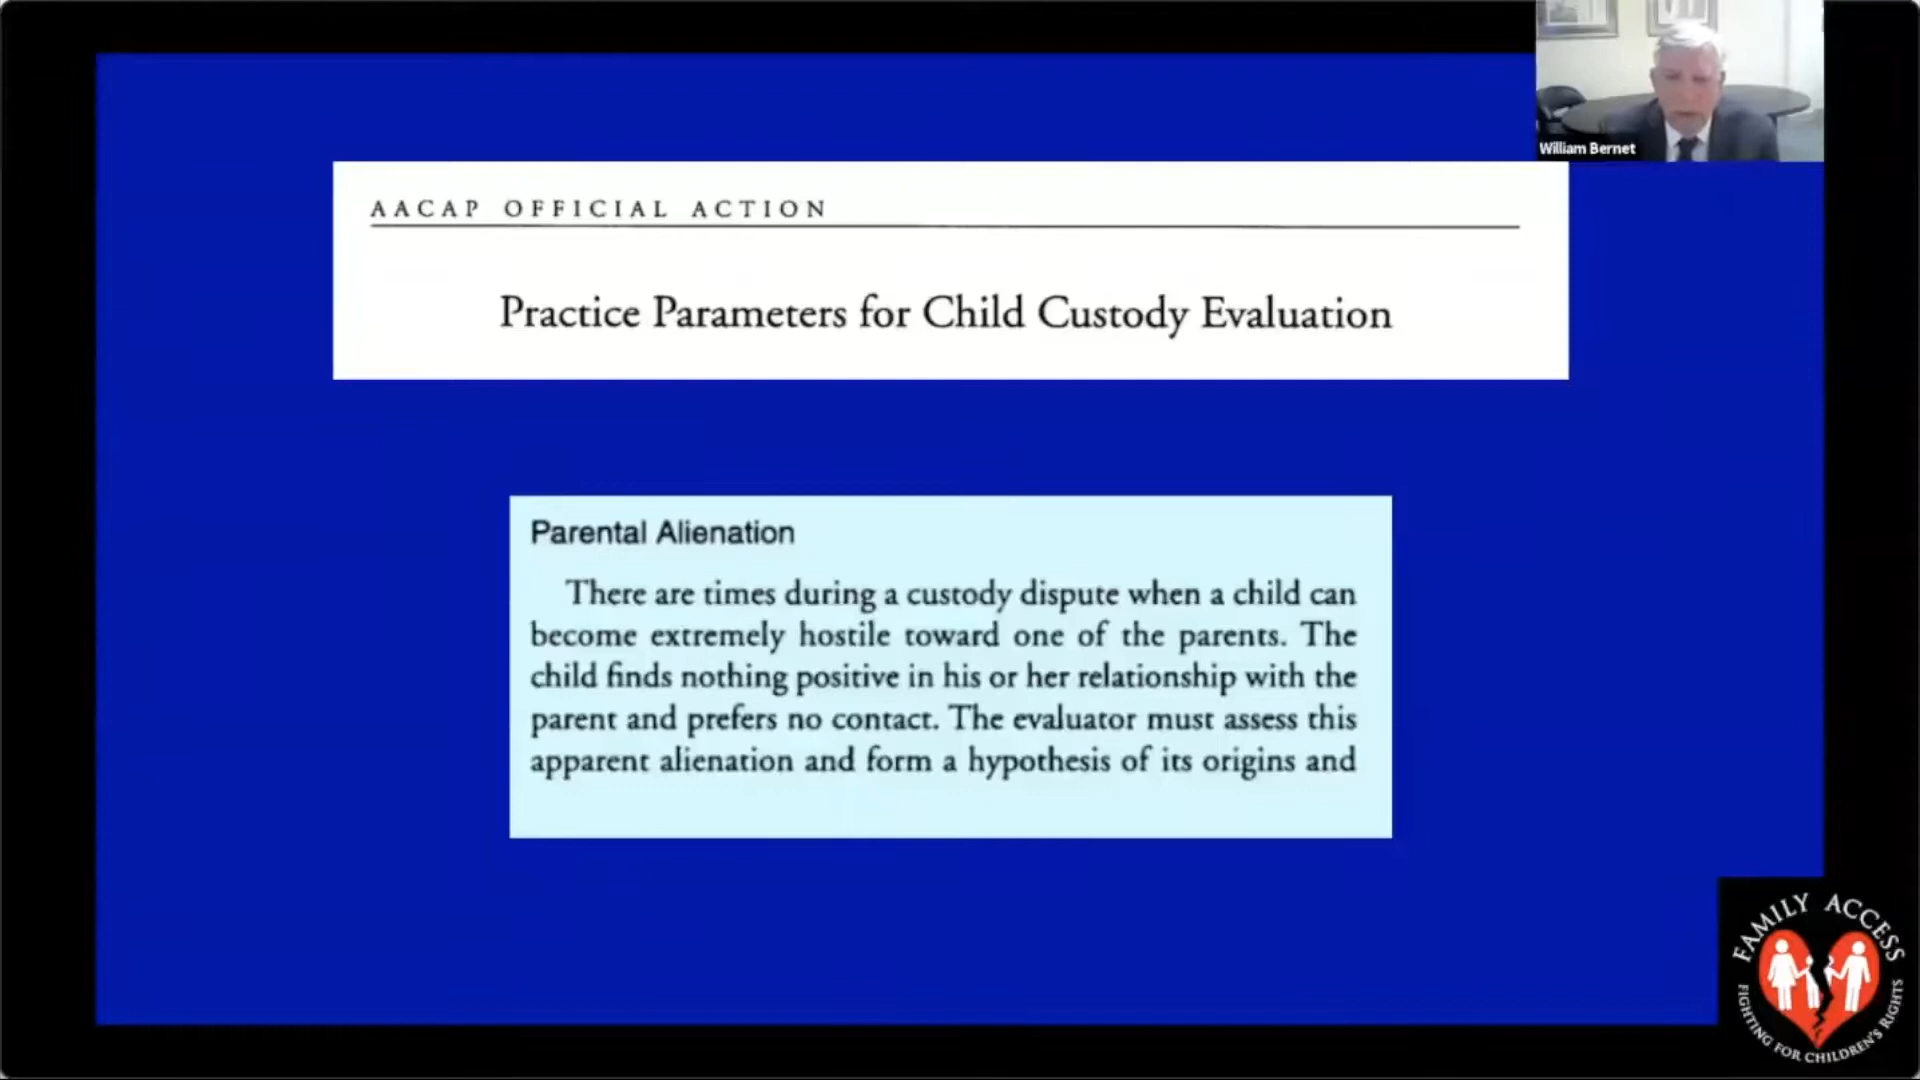 William Bernet
AACAP OFFICIAL ACTION
Practice Parameters for Child Custody Evaluation
Parental Alienation
There are times during a custody dispute when a child can
become extremely hostile toward one of the parents. The
child finds nothing positive in his or her relationship with the
parent and prefers no contact. The evaluator must assess this
apparent alienation and form a hypothesis of its origins and
FAMILY ACCESS
FIGHTING FOR CHILDREN'S RIGHTS